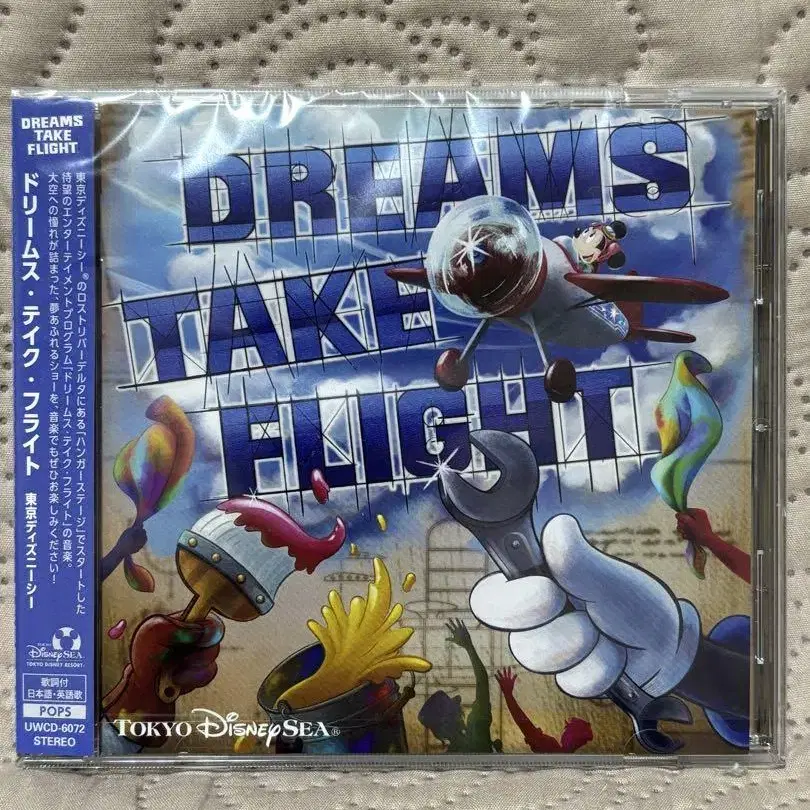 DREAMS
TAKE
FLIGHT
ドリームス・テイク・フライト 東京ディズニーシー
東京ディズニーシー®のロストリバーデルタにある「ハンガーステージ」でスタートした
待望のエンターテイメントプログラム「ドリームス・テイク・フライト」の音楽。
大空への憧れが詰まった、夢あふれるショーを、音楽でもぜひお楽しみください!
TOKYO
DISNEYSEA
TOKYO DISNEY RESORT
歌詞付
日本語・英語歌
POPS
UWCD-6072
STEREO
DREAMS
TAKE
FLIGHT
TOKYO DISNEYSEA®